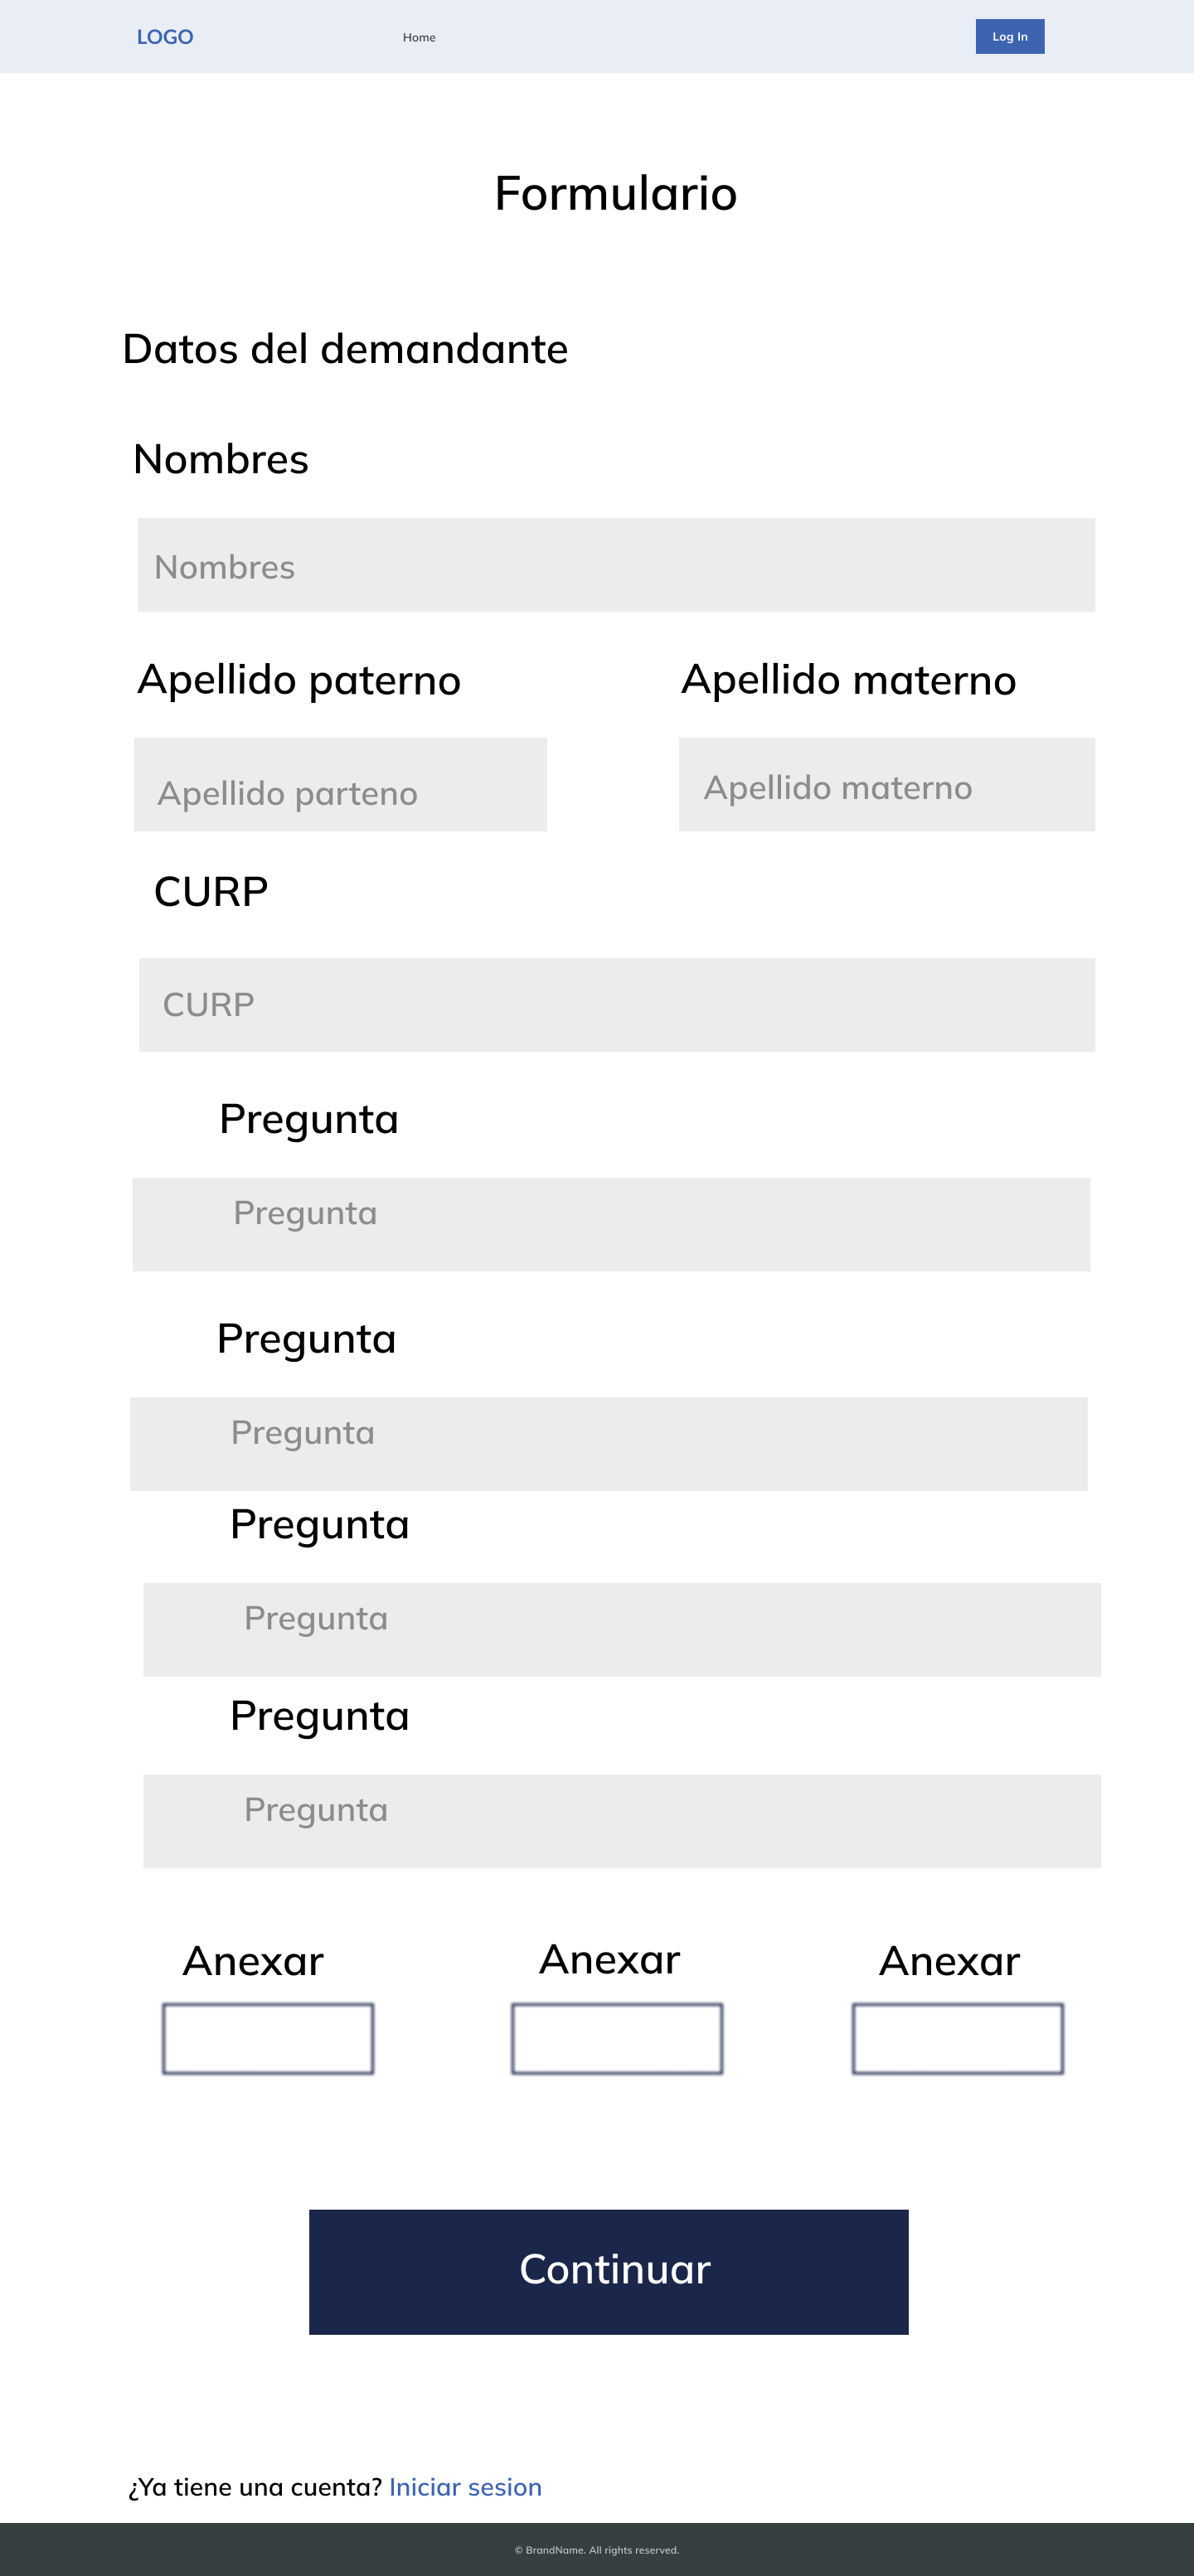 LOGO
Home
Log In
Formulario
Datos del demandante
Nombres
Nombres
Apellido paterno
Apellido materno
Apellido parteno
Apellido materno
CURP
CURP
Pregunta
Pregunta
Pregunta
Pregunta
Pregunta
Pregunta
Pregunta
Pregunta
Anexar
Anexar
Anexar
Continuar
¿Ya tiene una cuenta? Iniciar sesion
© BrandName. All rights reserved.